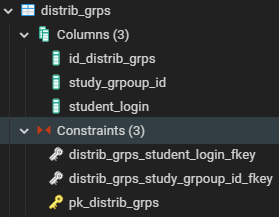 distrib_grps
Columns (3)
id_distrib_grps
study_grpoup_id
student_login
Constraints (3)
distrib_grps_student_login_fkey
distrib_grps_study_grpoup_id_fkey
pk_distrib_grps